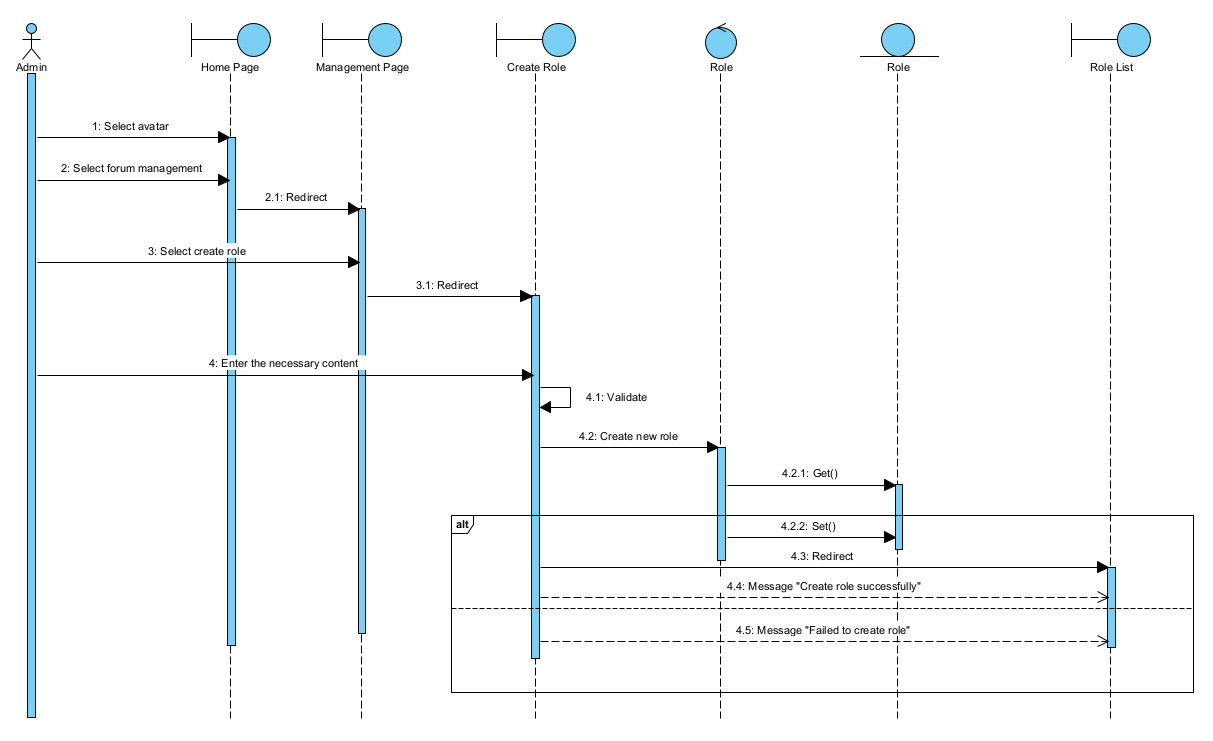 Admin
Home Page
Management Page
Create Role
Role
Role
Role List
1: Select avatar
2: Select forum management
2.1: Redirect
3: Select create role
3.1: Redirect
4: Enter the necessary content
4.1: Validate
4.2: Create new role
4.2.1: Get()
alt
4.2.2: Set()
4.3: Redirect
4.4: Message "Create role successfully"
4.5: Message "Failed to create role"